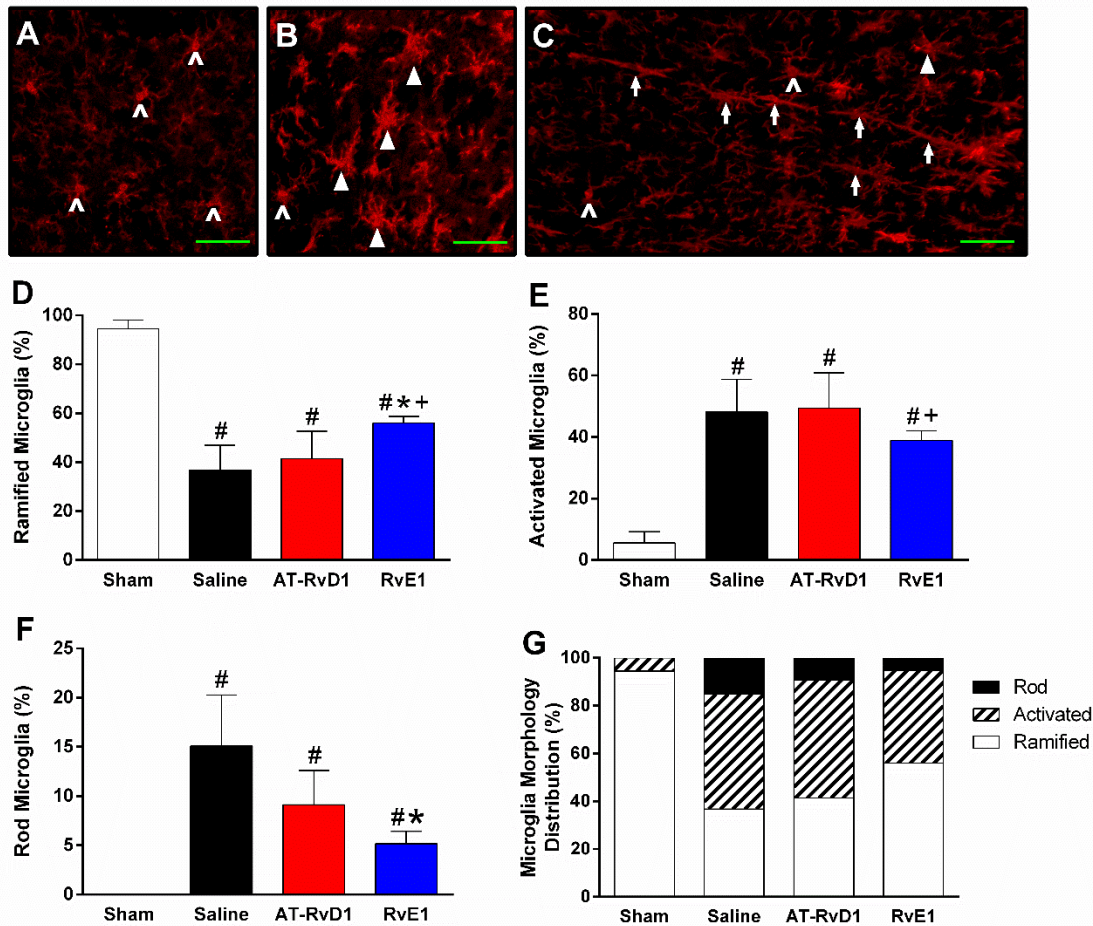 A
B
C
D
Ramified Microglia (%)
100
80
60
40
20
0
#
#
#*+
Sham Saline AT-RvD1 RvE1
E
Activated Microglia (%)
80
60
40
20
0
#
#
#+
Sham Saline AT-RvD1 RvE1
F
Rod Microglia (%)
25
20
15
10
5
0
#
#
#*
Sham Saline AT-RvD1 RvE1
G
Microglia Morphology
Distribution (%)
100
80
60
40
20
0
Sham Saline AT-RvD1 RvE1
Rod
Activated
Ramified